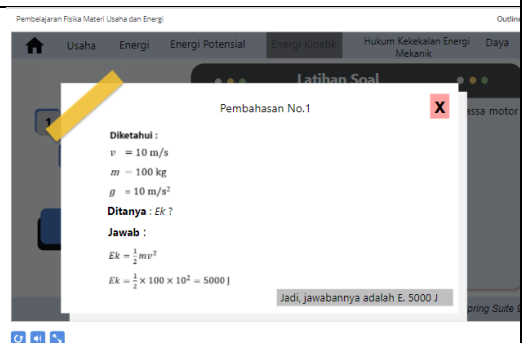 Pembelajaran Fisika Materi Usaha dan Energi
Outline
Usaha Energi Energi Potensial Energi Kinetik Hukum Kekekalan Energi Mekanik Daya
Latihan Soal
1
assa motor
Pembahasan No.1
X
Diketahui :
v = 10 m/s
m = 100 kg
g = 10 m/s²
Ditanya : Ek ?
Jawab :
Ek = ½mv²
Ek = ½ × 100 × 10² = 5000 J
Jadi, jawabannya adalah E. 5000 J
pring Suite